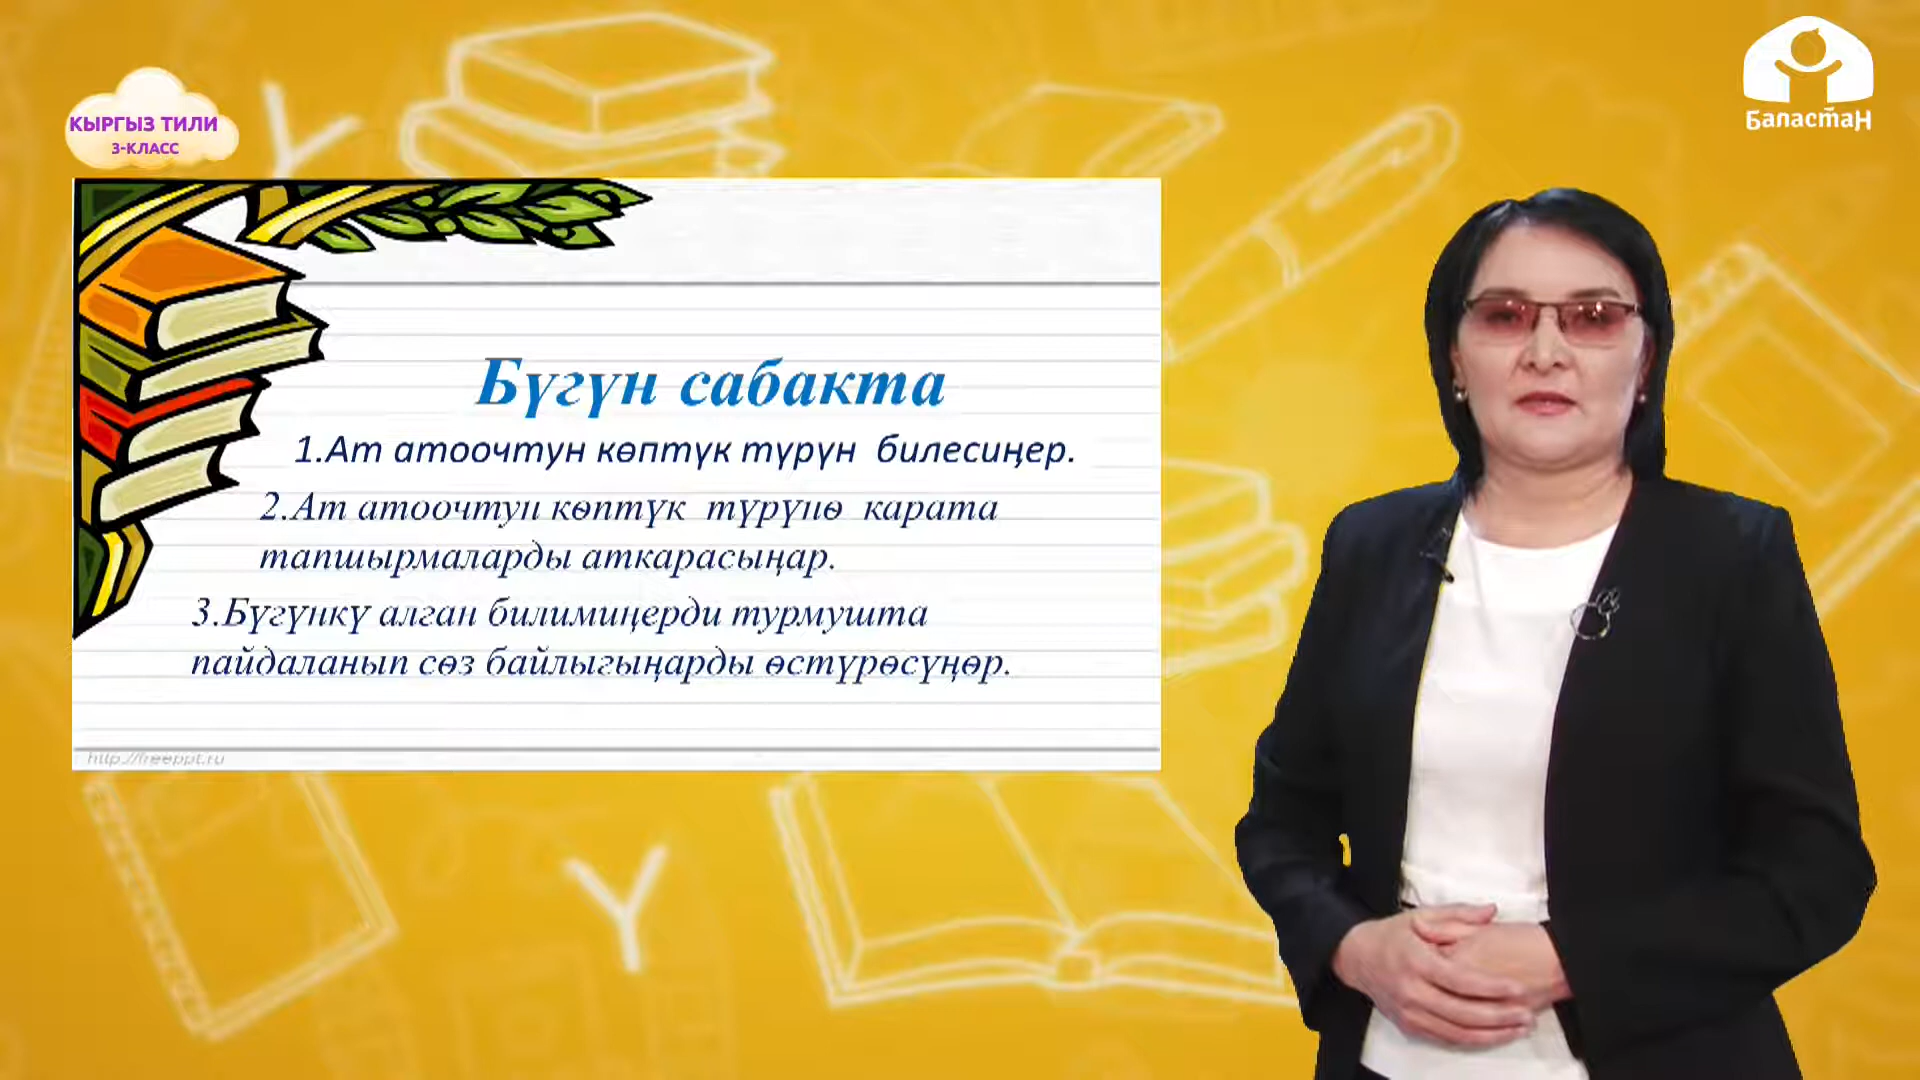 КЫРГЫЗ ТИЛИ
3-КЛАСС
Баластан
Бүгүн сабакта
1.Ат атоочтун көптүк түрүн билесиңер.
2.Ат атоочтун көптүк түрүнө карата
тапшырмаларды аткарасыңар.
3.Бүгүнкү алган билимиңерди турмушта
пайдаланып сөз байлыгыңарды өстүрөсүңөр.
http://freeppt.ru